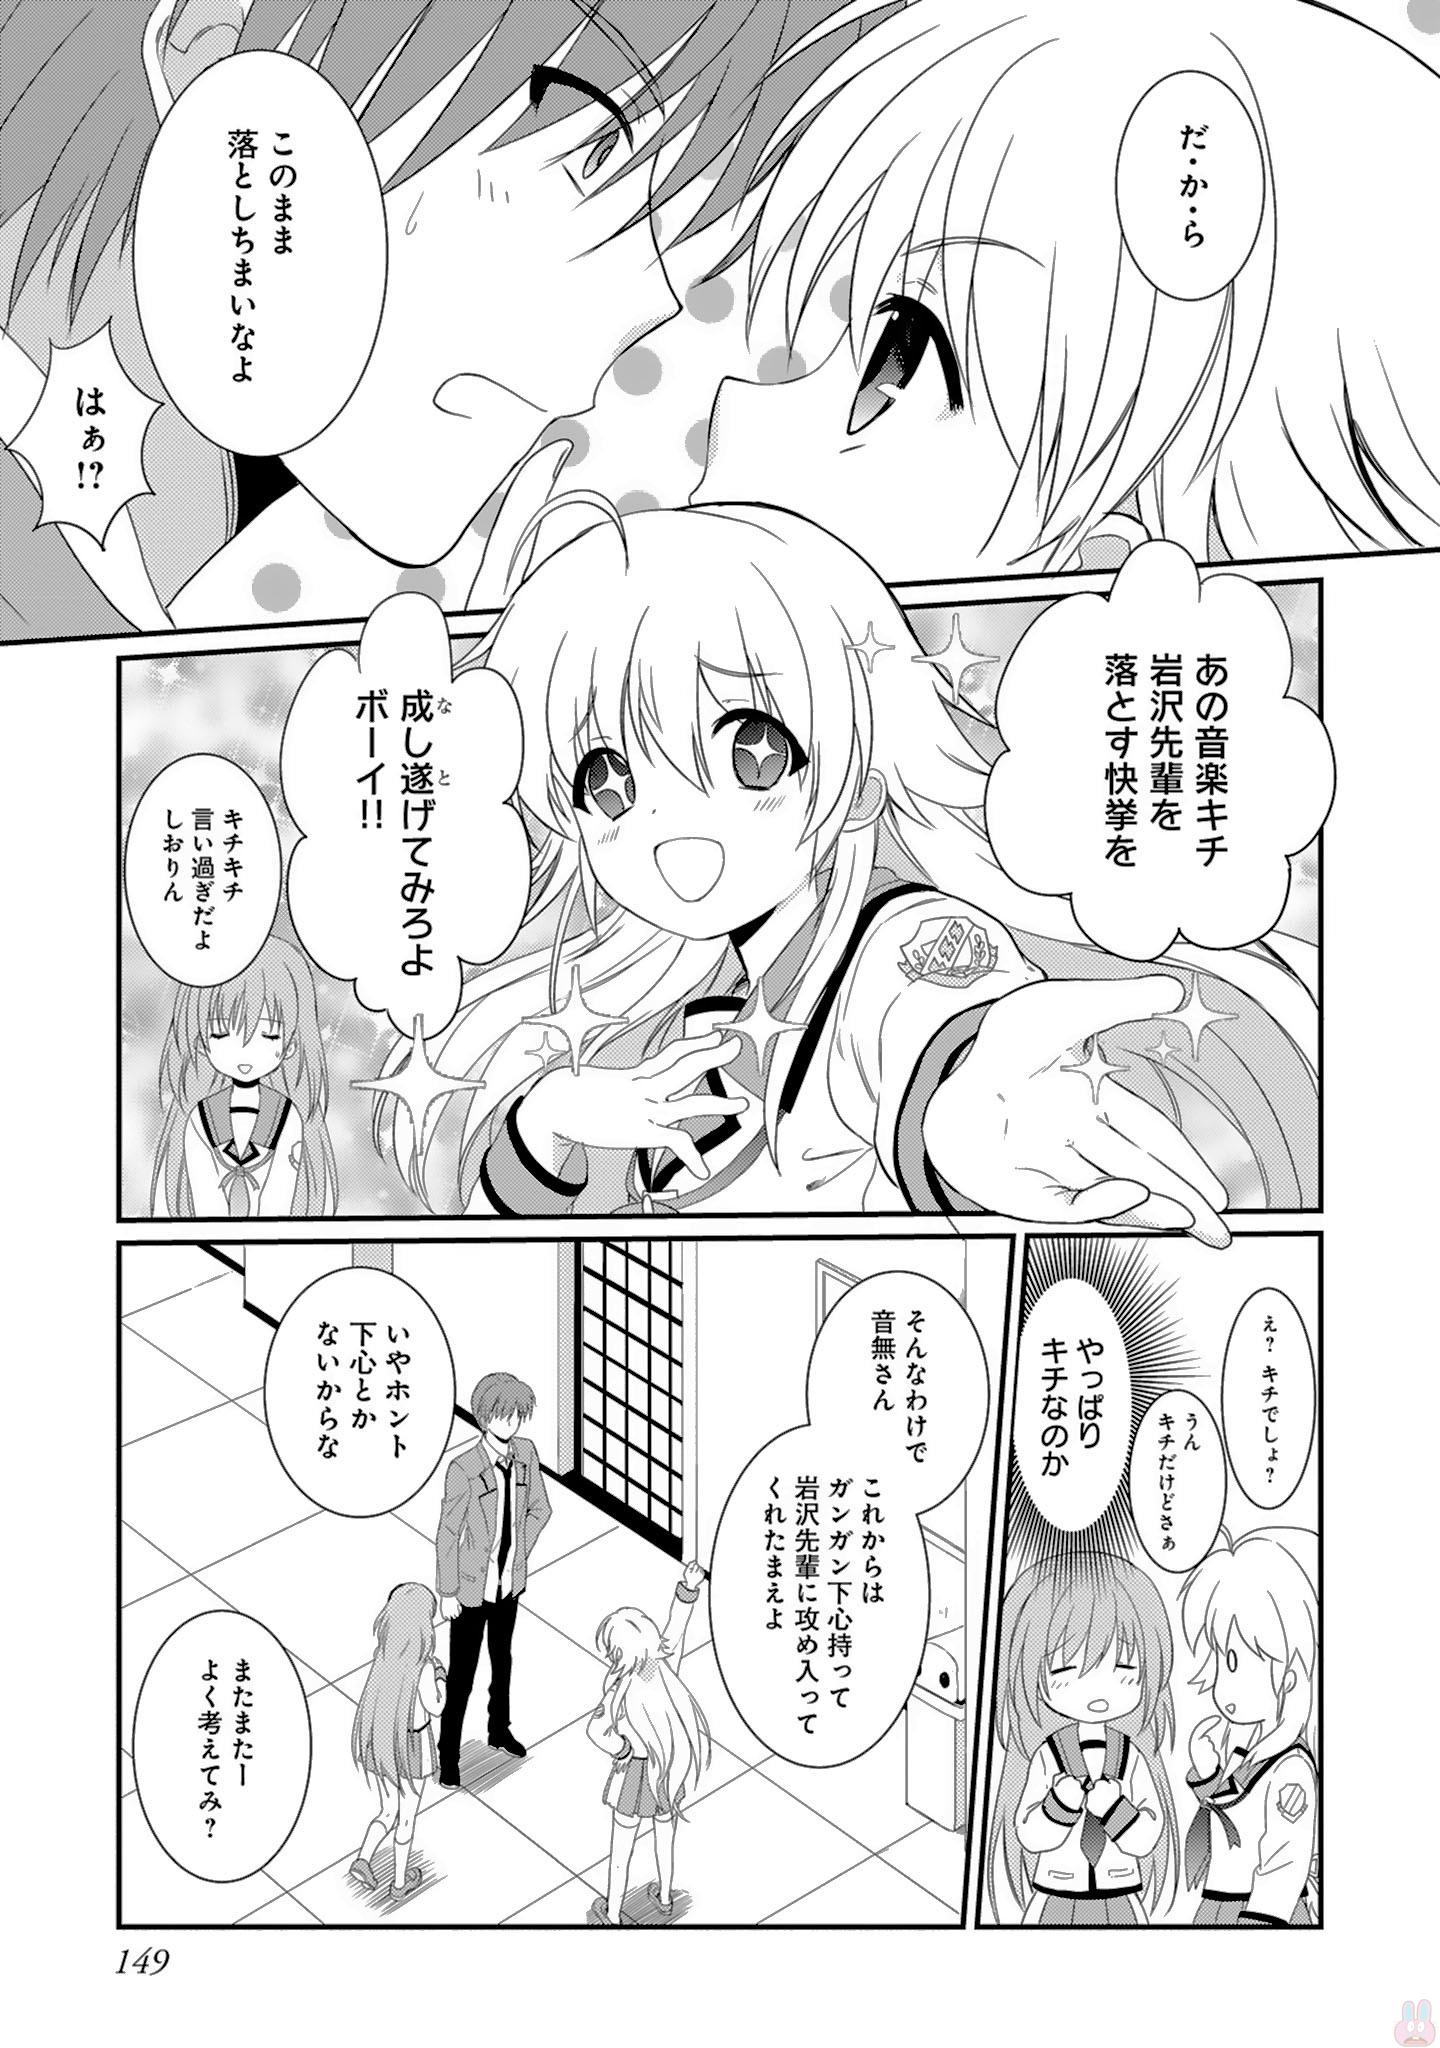 だ・か・ら
このまま
落としちまいなよ
はぁ!?
あの音楽キチ
岩沢先輩を
落とす快挙を
成し遂げてみろよ
なと
ボーイ!!
キチキチ
言い過ぎだよ
しおりん
え？キチでしょ？
うん
キチだけどさぁ
やっぱり
キチなのか
そんなわけで
音無さん
これからは
ガンガン下心持って
岩沢先輩に攻め入って
くれたまえよ
いやホント
下心とか
ないからな
またまたー
よく考えてみ？
149